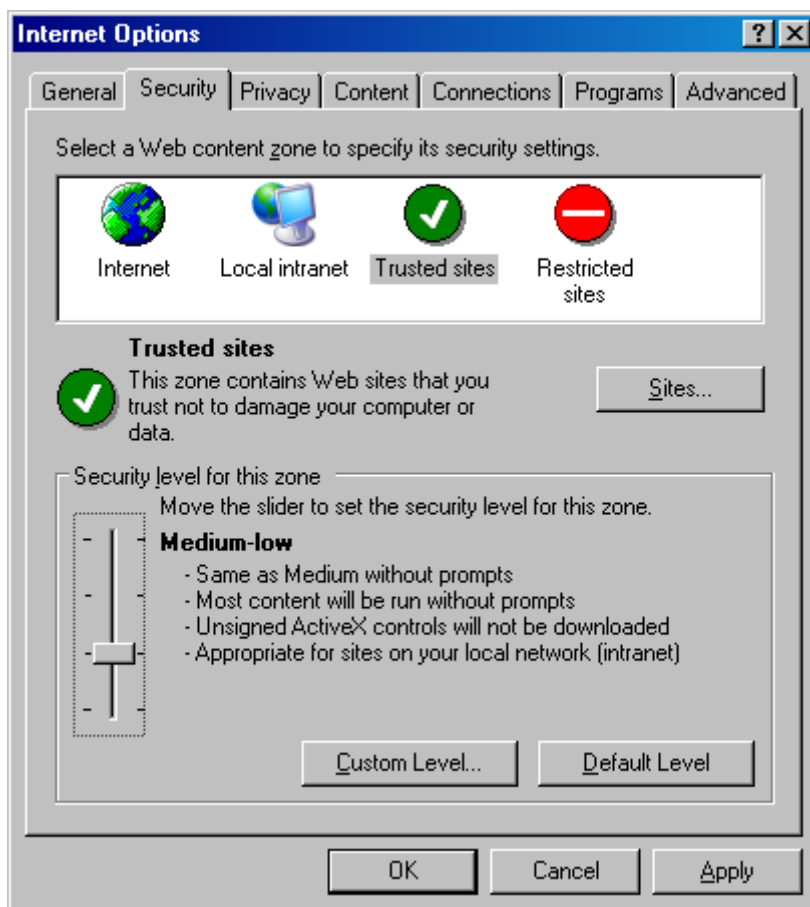 Internet Options
General Security Privacy Content Connections Programs Advanced
Select a Web content zone to specify its security settings.
Internet Local intranet Trusted sites Restricted
sites
Trusted sites
This zone contains Web sites that you
trust not to damage your computer or
data.
Sites...
Security level for this zone
Move the slider to set the security level for this zone.
Medium-low
- Same as Medium without prompts
- Most content will be run without prompts
- Unsigned ActiveX controls will not be downloaded
- Appropriate for sites on your local network (intranet)
Custom Level... Default Level
OK Cancel Apply